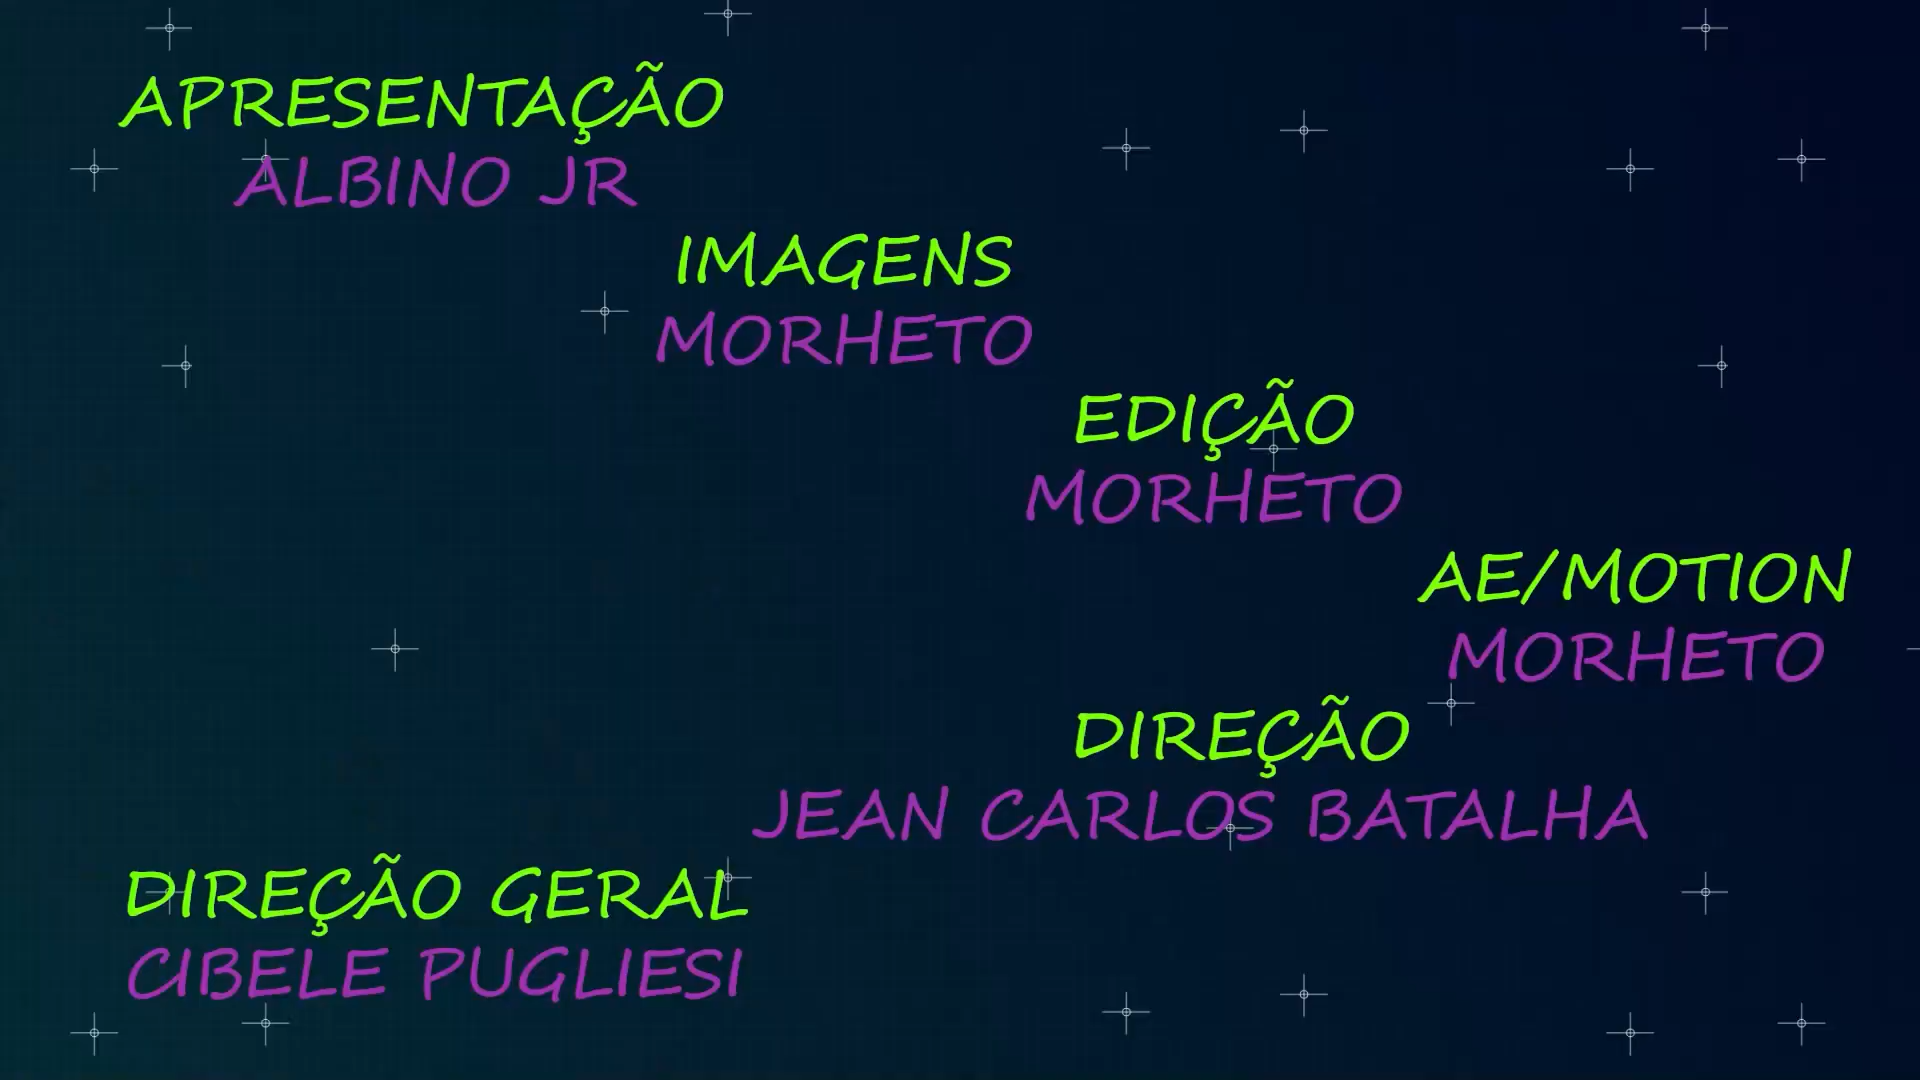 APRESENTAÇÃO
ALBINO JR
IMAGENS
MORHETO
EDIÇÃO
MORHETO
AE/MOTION
MORHETO
DIREÇÃO
JEAN CARLOS BATALHA
DIREÇÃO GERAL
CIBELE PUGLIESI